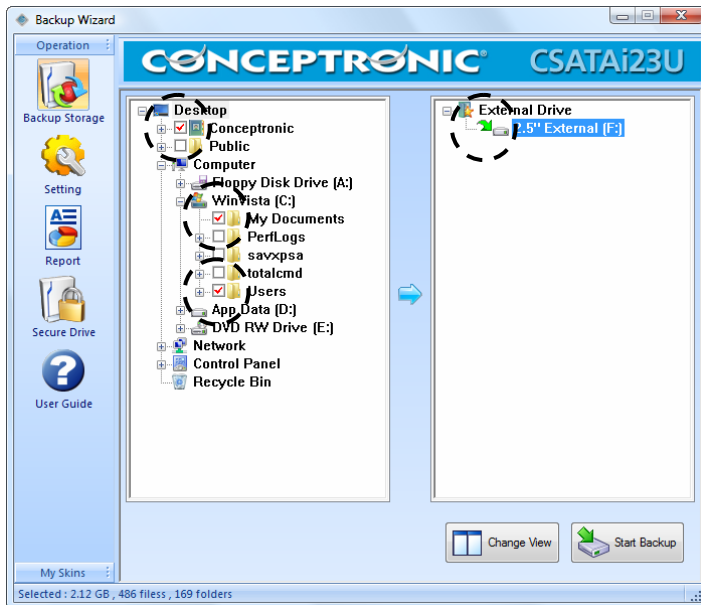 Backup Wizard
Operation
CONCEPTRONIC® CSATAi23U
Backup Storage
Setting
Report
Secure Drive
User Guide
Desktop
Conceptronic
Public
Computer
Floppy Disk Drive (A:)
WinVista (C:)
My Documents
PerfLogs
savxpsa
totalcmd
Users
App Data (D:)
DVD RW Drive (E:)
Network
Control Panel
Recycle Bin
External Drive
2.5" External (F:)
Change View
Start Backup
My Skins
Selected : 2.12 GB , 486 filess , 169 folders